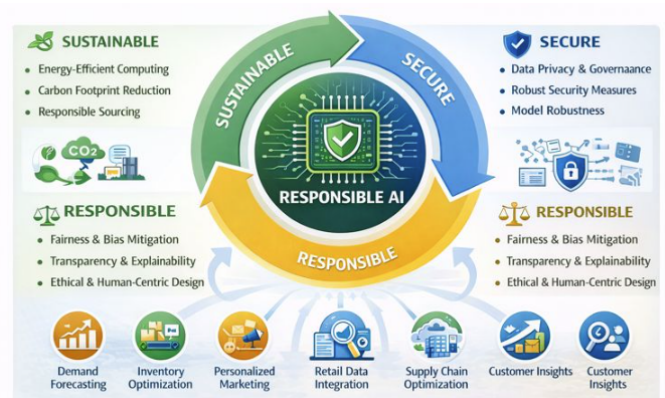 SUSTAINABLE
• Energy-Efficient Computing
• Carbon Footprint Reduction
• Responsible Sourcing
CO2
RESPONSIBLE
• Fairness & Bias Mitigation
• Transparency & Explainability
• Ethical & Human-Centric Design
SUSTAINABLE
SECURE
RESPONSIBLE AI
RESPONSIBLE
SECURE
• Data Privacy & Governaance
• Robust Security Measures
• Model Robustness
RESPONSIBLE
• Fairness & Bias Mitigation
• Transparency & Explainability
• Ethical & Human-Centric Design
Demand
Forecasting
Inventory
Optimization
Personalized
Marketing
Retail Data
Integration
Supply Chain
Optimization
Customer Insights
Customer
Insights